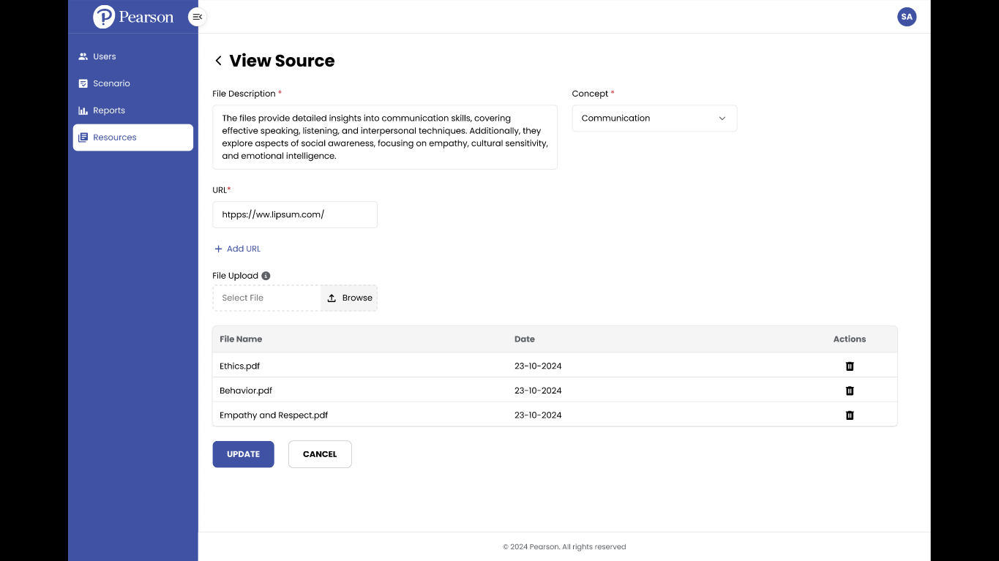 Pearson
SA
Users
Scenario
Reports
Resources
View Source
File Description *
The files provide detailed insights into communication skills, covering
effective speaking, listening, and interpersonal techniques. Additionally, they
explore aspects of social awareness, focusing on empathy, cultural sensitivity,
and emotional intelligence.
Concept *
Communication
URL*
htpps://ww.lipsum.com/
+ Add URL
File Upload
Select File
Browse
File Name Date Actions
Ethics.pdf 23-10-2024
Behavior.pdf 23-10-2024
Empathy and Respect.pdf 23-10-2024
UPDATE
CANCEL
© 2024 Pearson. All rights reserved